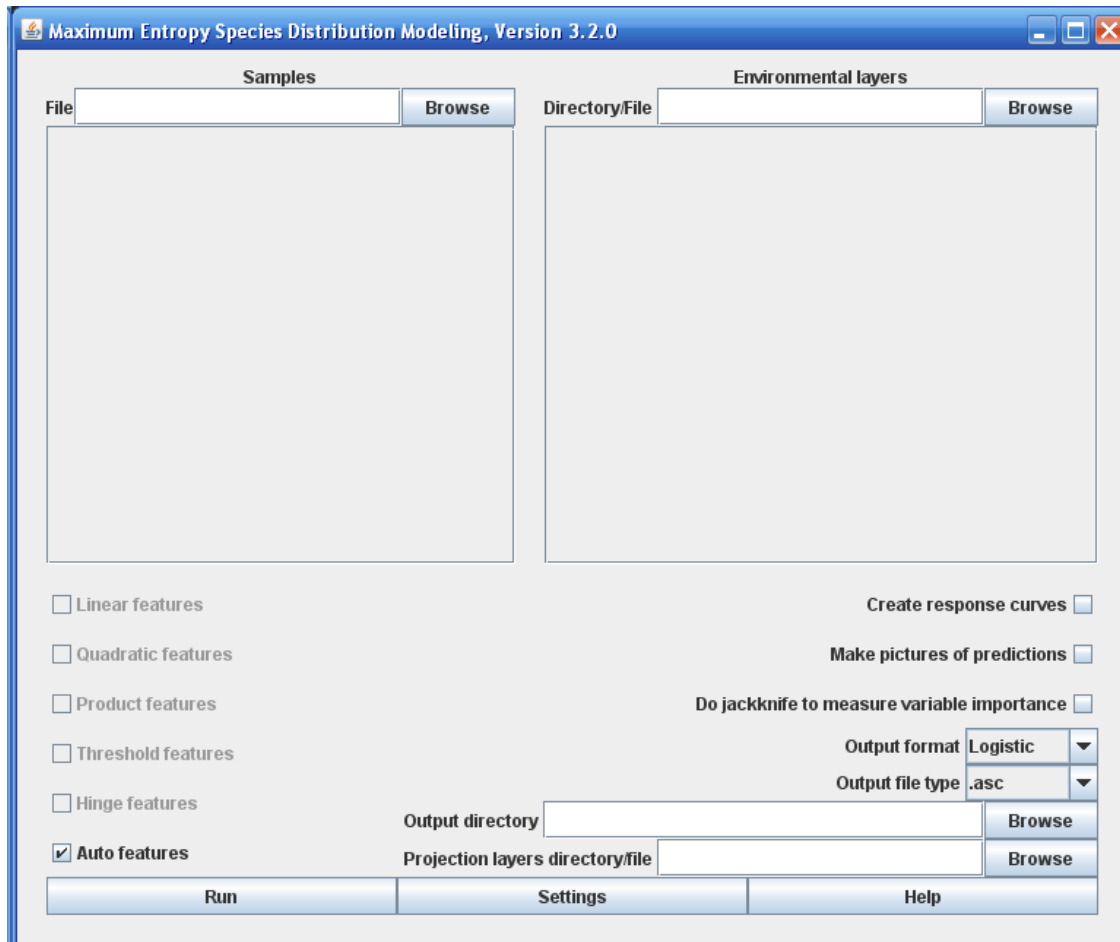 Maximum Entropy Species Distribution Modeling, Version 3.2.0
Samples
File Browse
Environmental layers
Directory/File Browse
Linear features
Quadratic features
Product features
Threshold features
Hinge features
Auto features
Create response curves
Make pictures of predictions
Do jackknife to measure variable importance
Output format Logistic
Output file type .asc
Output directory Browse
Projection layers directory/file Browse
Run Settings Help